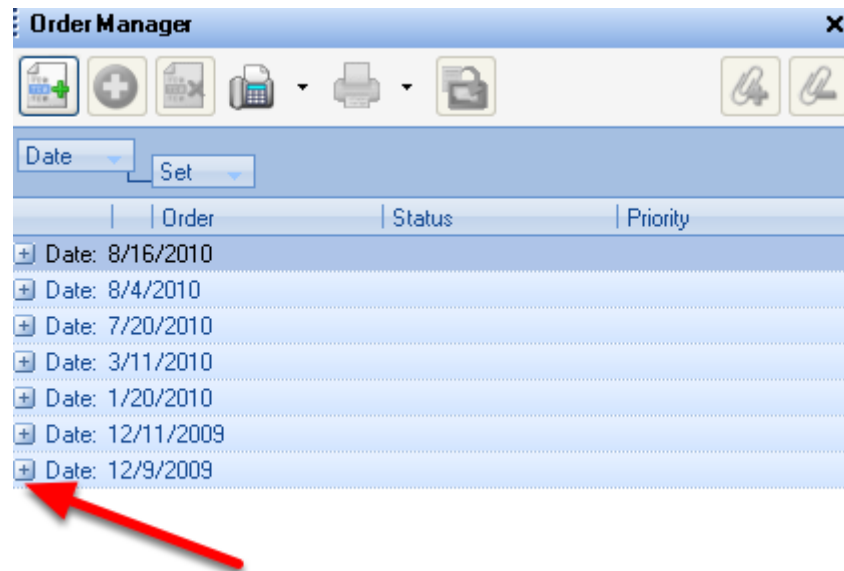 Order Manager
Date
Set
Order Status Priority
Date: 8/16/2010
Date: 8/4/2010
Date: 7/20/2010
Date: 3/11/2010
Date: 1/20/2010
Date: 12/11/2009
Date: 12/9/2009